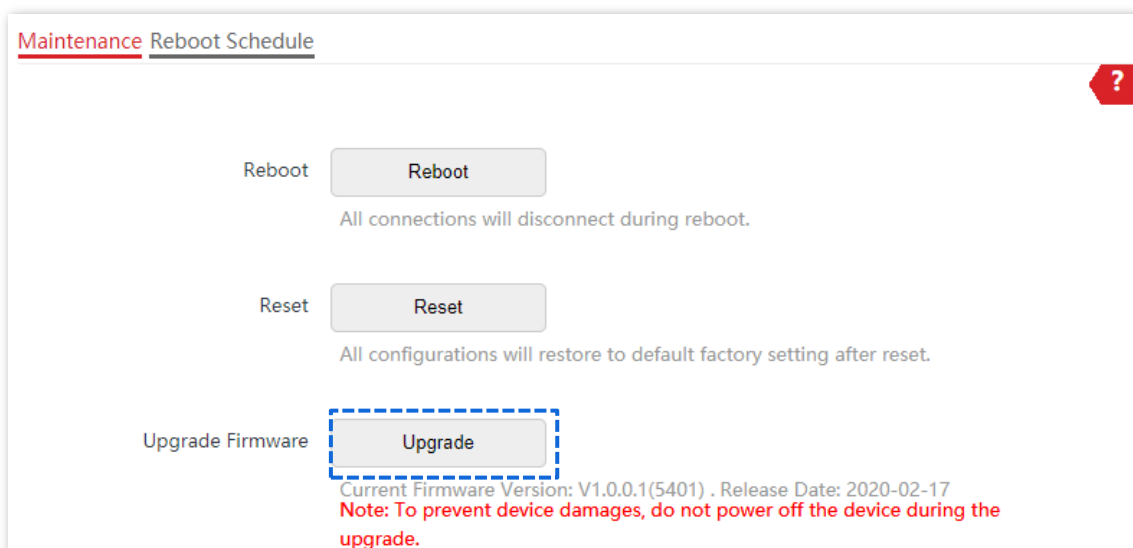 Maintenance Reboot Schedule
?
Reboot Reboot
All connections will disconnect during reboot.
Reset Reset
All configurations will restore to default factory setting after reset.
Upgrade Firmware Upgrade
Current Firmware Version: V1.0.0.1(5401) . Release Date: 2020-02-17
Note: To prevent device damages, do not power off the device during the
upgrade.